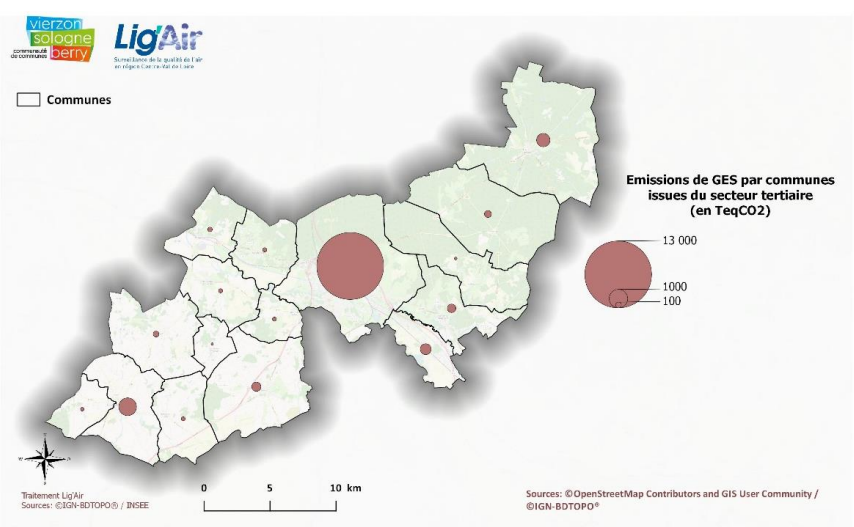 vierzon
sologne
communauté
de communes
berry
Lig'Air
Surveillance de la qualité de l'air
en région Centre-Val de Loire
Communes
Emissions de GES par communes
issues du secteur tertiaire
(en TeqCO2)
13 000
1000
100
0 5 10 km
Traitement Lig'Air
Sources: ©IGN-BDTOPO® / INSEE
Sources: ©OpenStreetMap Contributors and GIS User Community /
©IGN-BDTOPO®